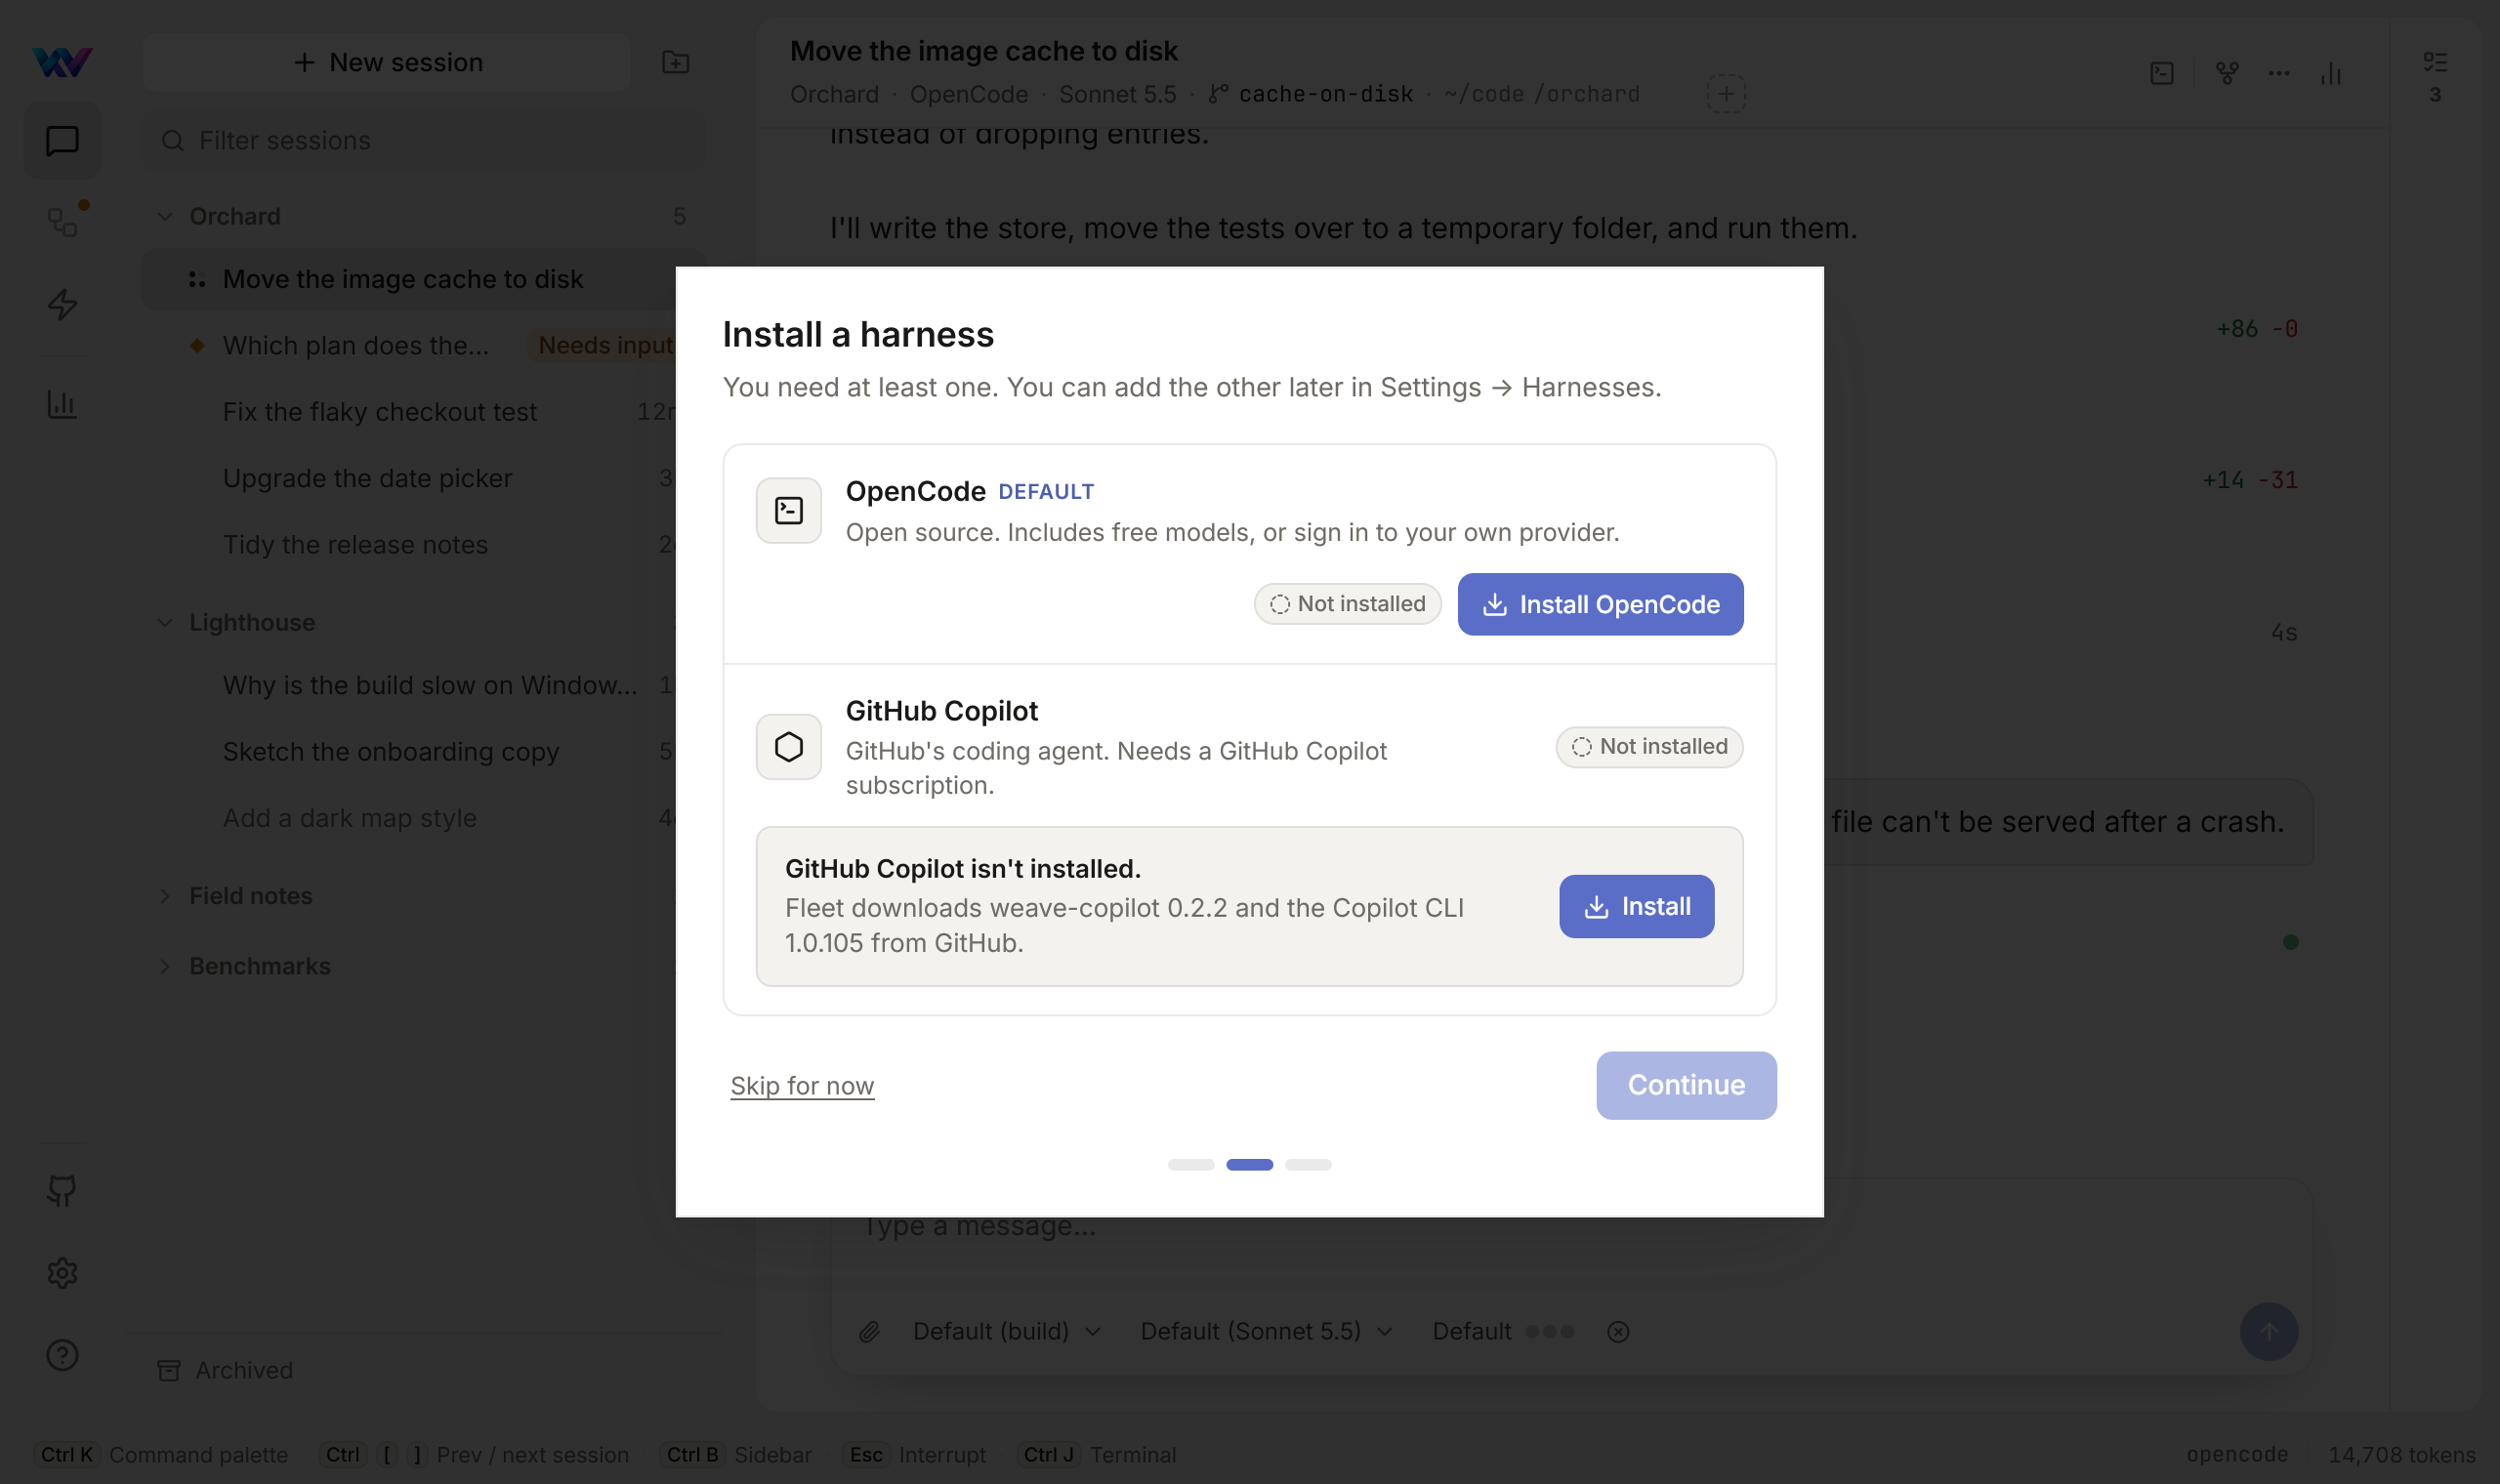 New session
Filter sessions
Orchard 5
Move the image cache to disk
Which plan does the... Needs input
Fix the flaky checkout test
Upgrade the date picker 3
Tidy the release notes 2
Lighthouse
Why is the build slow on Window... 1
Sketch the onboarding copy 5
Add a dark map style 4
Field notes
Benchmarks
Archived
Move the image cache to disk
Orchard · OpenCode · Sonnet 5.5 · cache-on-disk · ~/code /orchard
3
instead of dropping entries.
I'll write the store, move the tests over to a temporary folder, and run them.
+86 -0
+14 -31
4s
file can't be served after a crash.
Install a harness
You need at least one. You can add the other later in Settings → Harnesses.
OpenCode DEFAULT
Open source. Includes free models, or sign in to your own provider.
Not installed
Install OpenCode
GitHub Copilot
GitHub's coding agent. Needs a GitHub Copilot
subscription.
Not installed
GitHub Copilot isn't installed.
Fleet downloads weave-copilot 0.2.2 and the Copilot CLI
1.0.105 from GitHub.
Install
Skip for now
Continue
Type a message...
Default (build) Default (Sonnet 5.5) Default
Ctrl K Command palette Ctrl [ ] Prev / next session Ctrl B Sidebar Esc Interrupt Ctrl J Terminal
opencode 14,708 tokens